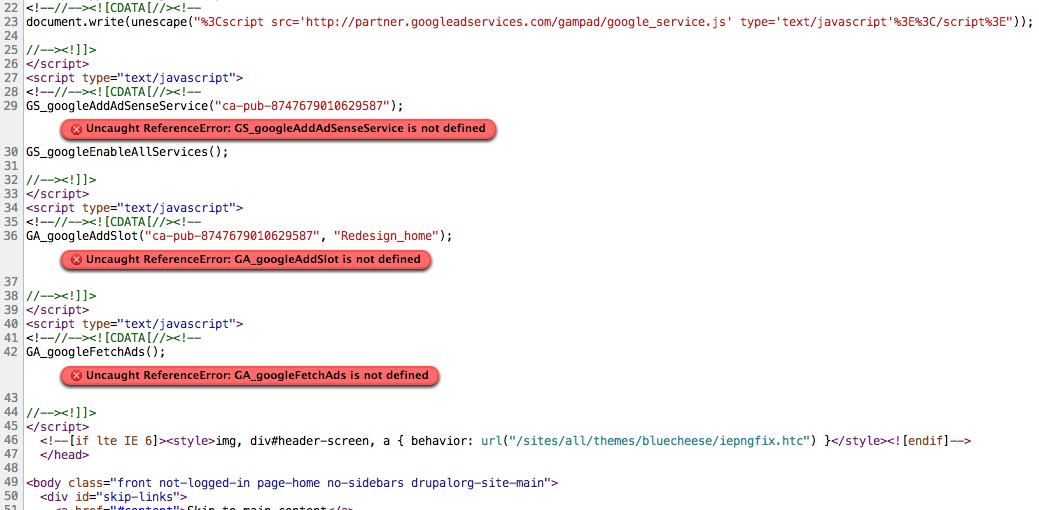 22 <!--//--><![CDATA[//><!--
23 document.write(unescape("%3Cscript src='http://partner.googleadservices.com/gampad/google_service.js' type='text/javascript'%3E%3C/script%3E"));
24
25 //--><!]]>
26 </script>
27 <script type="text/javascript">
28 <!--//--><![CDATA[//><!--
29 GS_googleAddAdSenseService("ca-pub-8747679010629587");
Uncaught ReferenceError: GS_googleAddAdSenseService is not defined
30 GS_googleEnableAllServices();
31
32 //--><!]]>
33 </script>
34 <script type="text/javascript">
35 <!--//--><![CDATA[//><!--
36 GA_googleAddSlot("ca-pub-8747679010629587", "Redesign_home");
Uncaught ReferenceError: GA_googleAddSlot is not defined
37
38 //--><!]]>
39 </script>
40 <script type="text/javascript">
41 <!--//--><![CDATA[//><!--
42 GA_googleFetchAds();
Uncaught ReferenceError: GA_googleFetchAds is not defined
43
44 //--><!]]>
45 </script>
46 <!--[if lte IE 6]><style>img, div#header-screen, a { behavior: url("/sites/all/themes/bluecheese/iepngfix.htc") }</style><![endif]-->
47 </head>
48
49 <body class="front not-logged-in page-home no-sidebars drupalorg-site-main">
50 <div id="skip-links">
51 <a href="#content">Skip to main content</a>